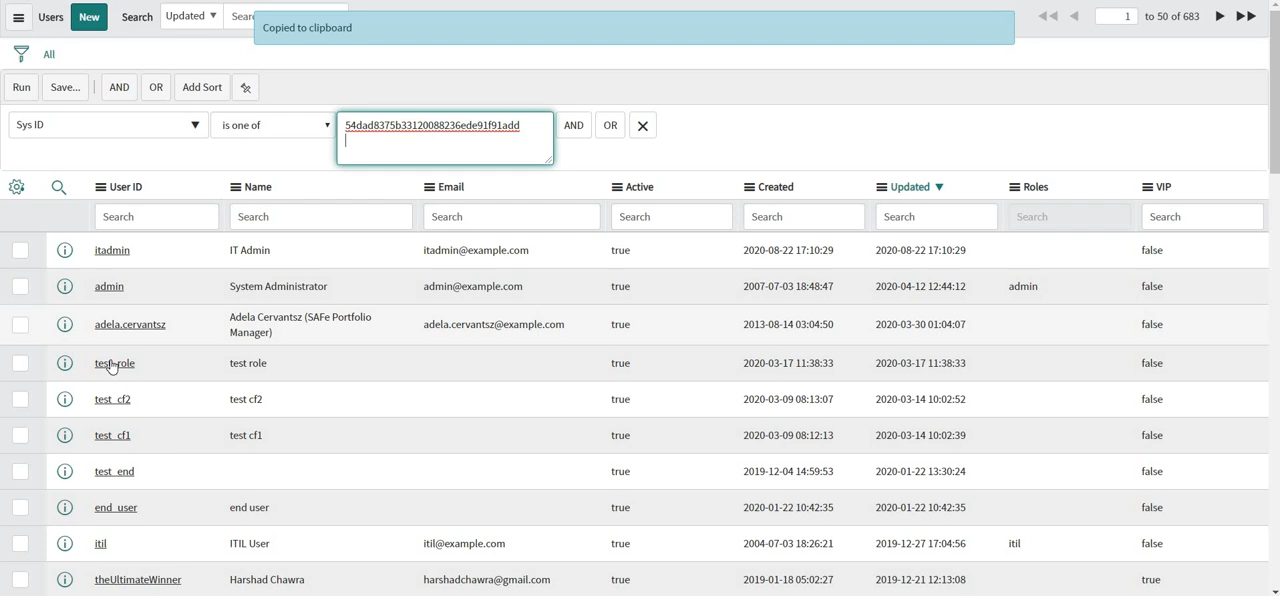 Users New Search Updated ▼ Sear
Copied to clipboard
1 to 50 of 683
All
Run Save... AND OR Add Sort
Sys ID ▼ is one of ▾ 54dad8375b33120088236ede91f91add AND OR ✕
User ID Name Email Active Created Updated ▼ Roles VIP
Search Search Search Search Search Search Search Search
itadmin IT Admin itadmin@example.com true 2020-08-22 17:10:29 2020-08-22 17:10:29 false
admin System Administrator admin@example.com true 2007-07-03 18:48:47 2020-04-12 12:44:12 admin false
adela.cervantsz Adela Cervantsz (SAFe Portfolio adela.cervantsz@example.com true 2013-08-14 03:04:50 2020-03-30 01:04:07 false
Manager)
test_role test role true 2020-03-17 11:38:33 2020-03-17 11:38:33 false
test_cf2 test cf2 true 2020-03-09 08:13:07 2020-03-14 10:02:52 false
test_cf1 test cf1 true 2020-03-09 08:12:13 2020-03-14 10:02:39 false
test_end true 2019-12-04 14:59:53 2020-01-22 13:30:24 false
end_user end user true 2020-01-22 10:42:35 2020-01-22 10:42:35 false
itil ITIL User itil@example.com true 2004-07-03 18:26:21 2019-12-27 17:04:56 itil false
theUltimateWinner Harshad Chawra harshadchawra@gmail.com true 2019-01-18 05:02:27 2019-12-21 12:13:08 true